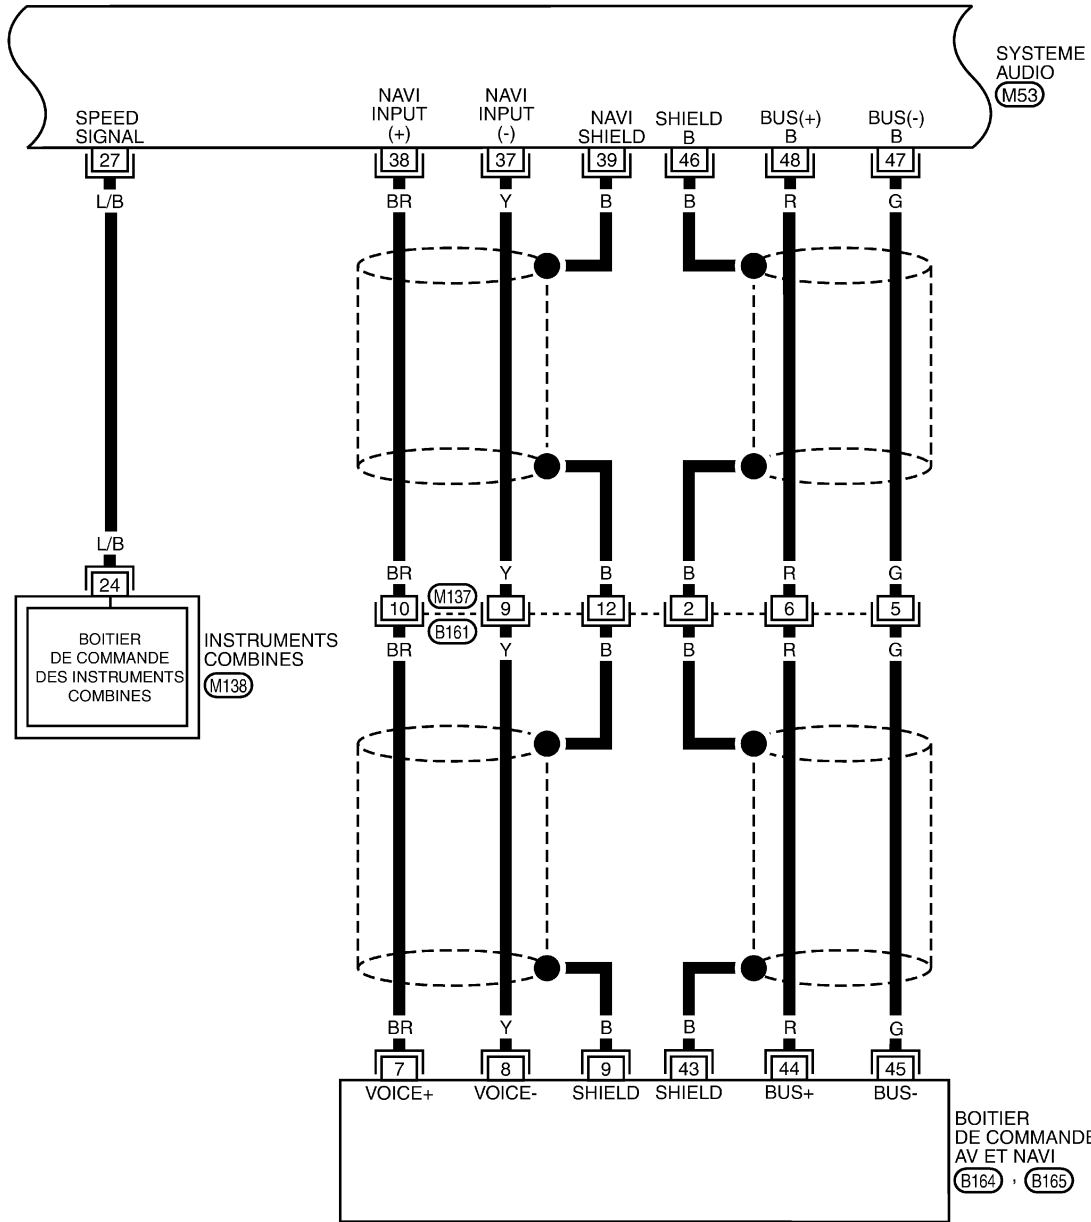 SYSTEME
AUDIO
M53
SPEED
SIGNAL
NAVI
INPUT
(+)
NAVI
INPUT
(-)
NAVI
SHIELD
SHIELD
B
BUS(+)
B
BUS(-)
B
27 38 37 39 46 48 47
L/B BR Y B B R G
L/B
24
BOITIER
DE COMMANDE
DES INSTRUMENTS
COMBINES
INSTRUMENTS
COMBINES
M138
BR Y B B R G
10 9 12 2 6 5
M137
B161
BR Y B B R G
BR Y B B R G
7 8 9 43 44 45
VOICE+ VOICE- SHIELD SHIELD BUS+ BUS-
BOITIER
DE COMMANDE
AV ET NAVI
B164 , B165